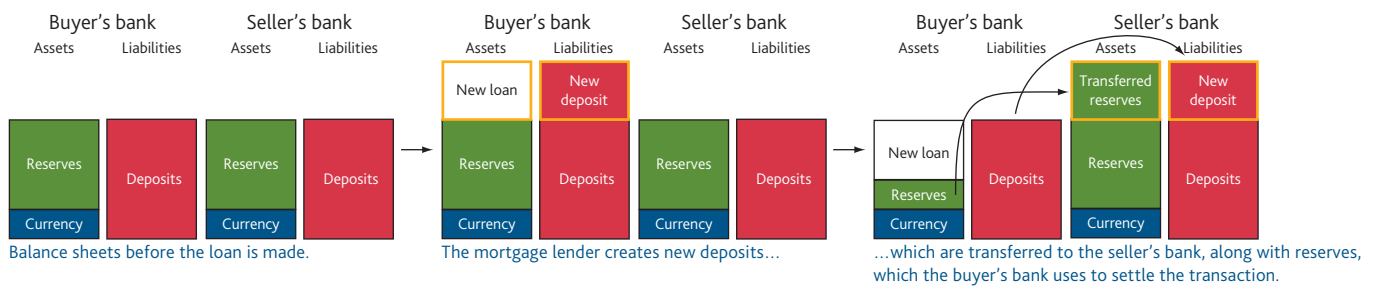 Buyer’s bank
Seller’s bank
Assets
Liabilities
Assets
Liabilities
Reserves
Currency
Deposits
Reserves
Currency
Deposits
Balance sheets before the loan is made.
Buyer’s bank
Seller’s bank
Assets
Liabilities
Assets
Liabilities
New loan
New
deposit
Reserves
Currency
Deposits
Reserves
Currency
Deposits
The mortgage lender creates new deposits…
Buyer’s bank
Seller’s bank
Assets
Liabilities
Assets
Liabilities
New loan
Reserves
Currency
Deposits
Transferred
reserves
Reserves
Currency
New
deposit
Deposits
…which are transferred to the seller’s bank, along with reserves,
which the buyer’s bank uses to settle the transaction.